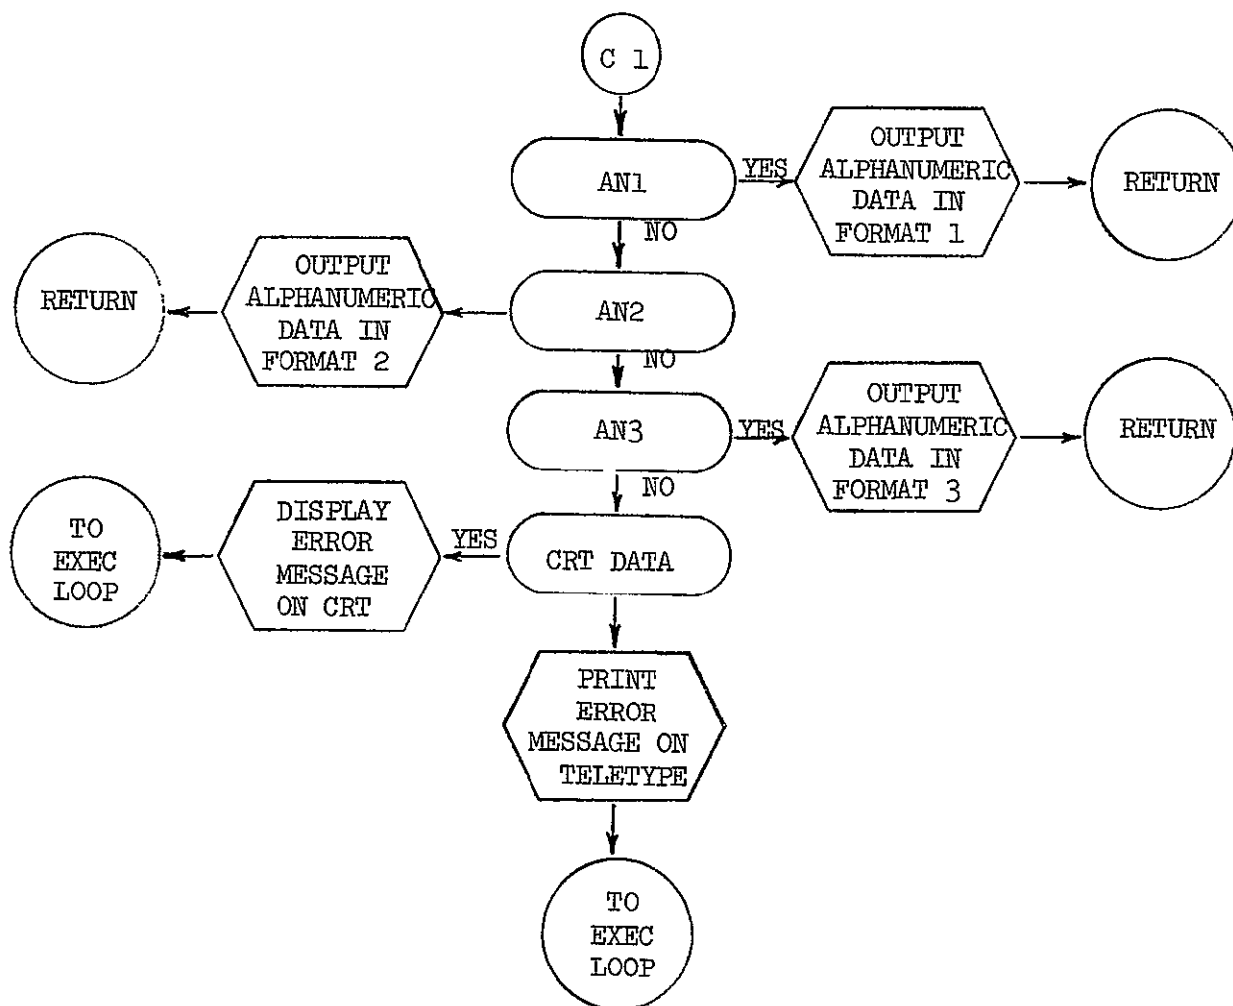 C 1
AN1
YES
OUTPUT
ALPHANUMERIC
DATA IN
FORMAT 1
RETURN
NO
RETURN
OUTPUT
ALPHANUMERIC
DATA IN
FORMAT 2
AN2
NO
AN3
YES
OUTPUT
ALPHANUMERIC
DATA IN
FORMAT 3
RETURN
NO
TO
EXEC
LOOP
DISPLAY
ERROR
MESSAGE
ON CRT
YES
CRT DATA
PRINT
ERROR
MESSAGE ON
TELETYPE
TO
EXEC
LOOP